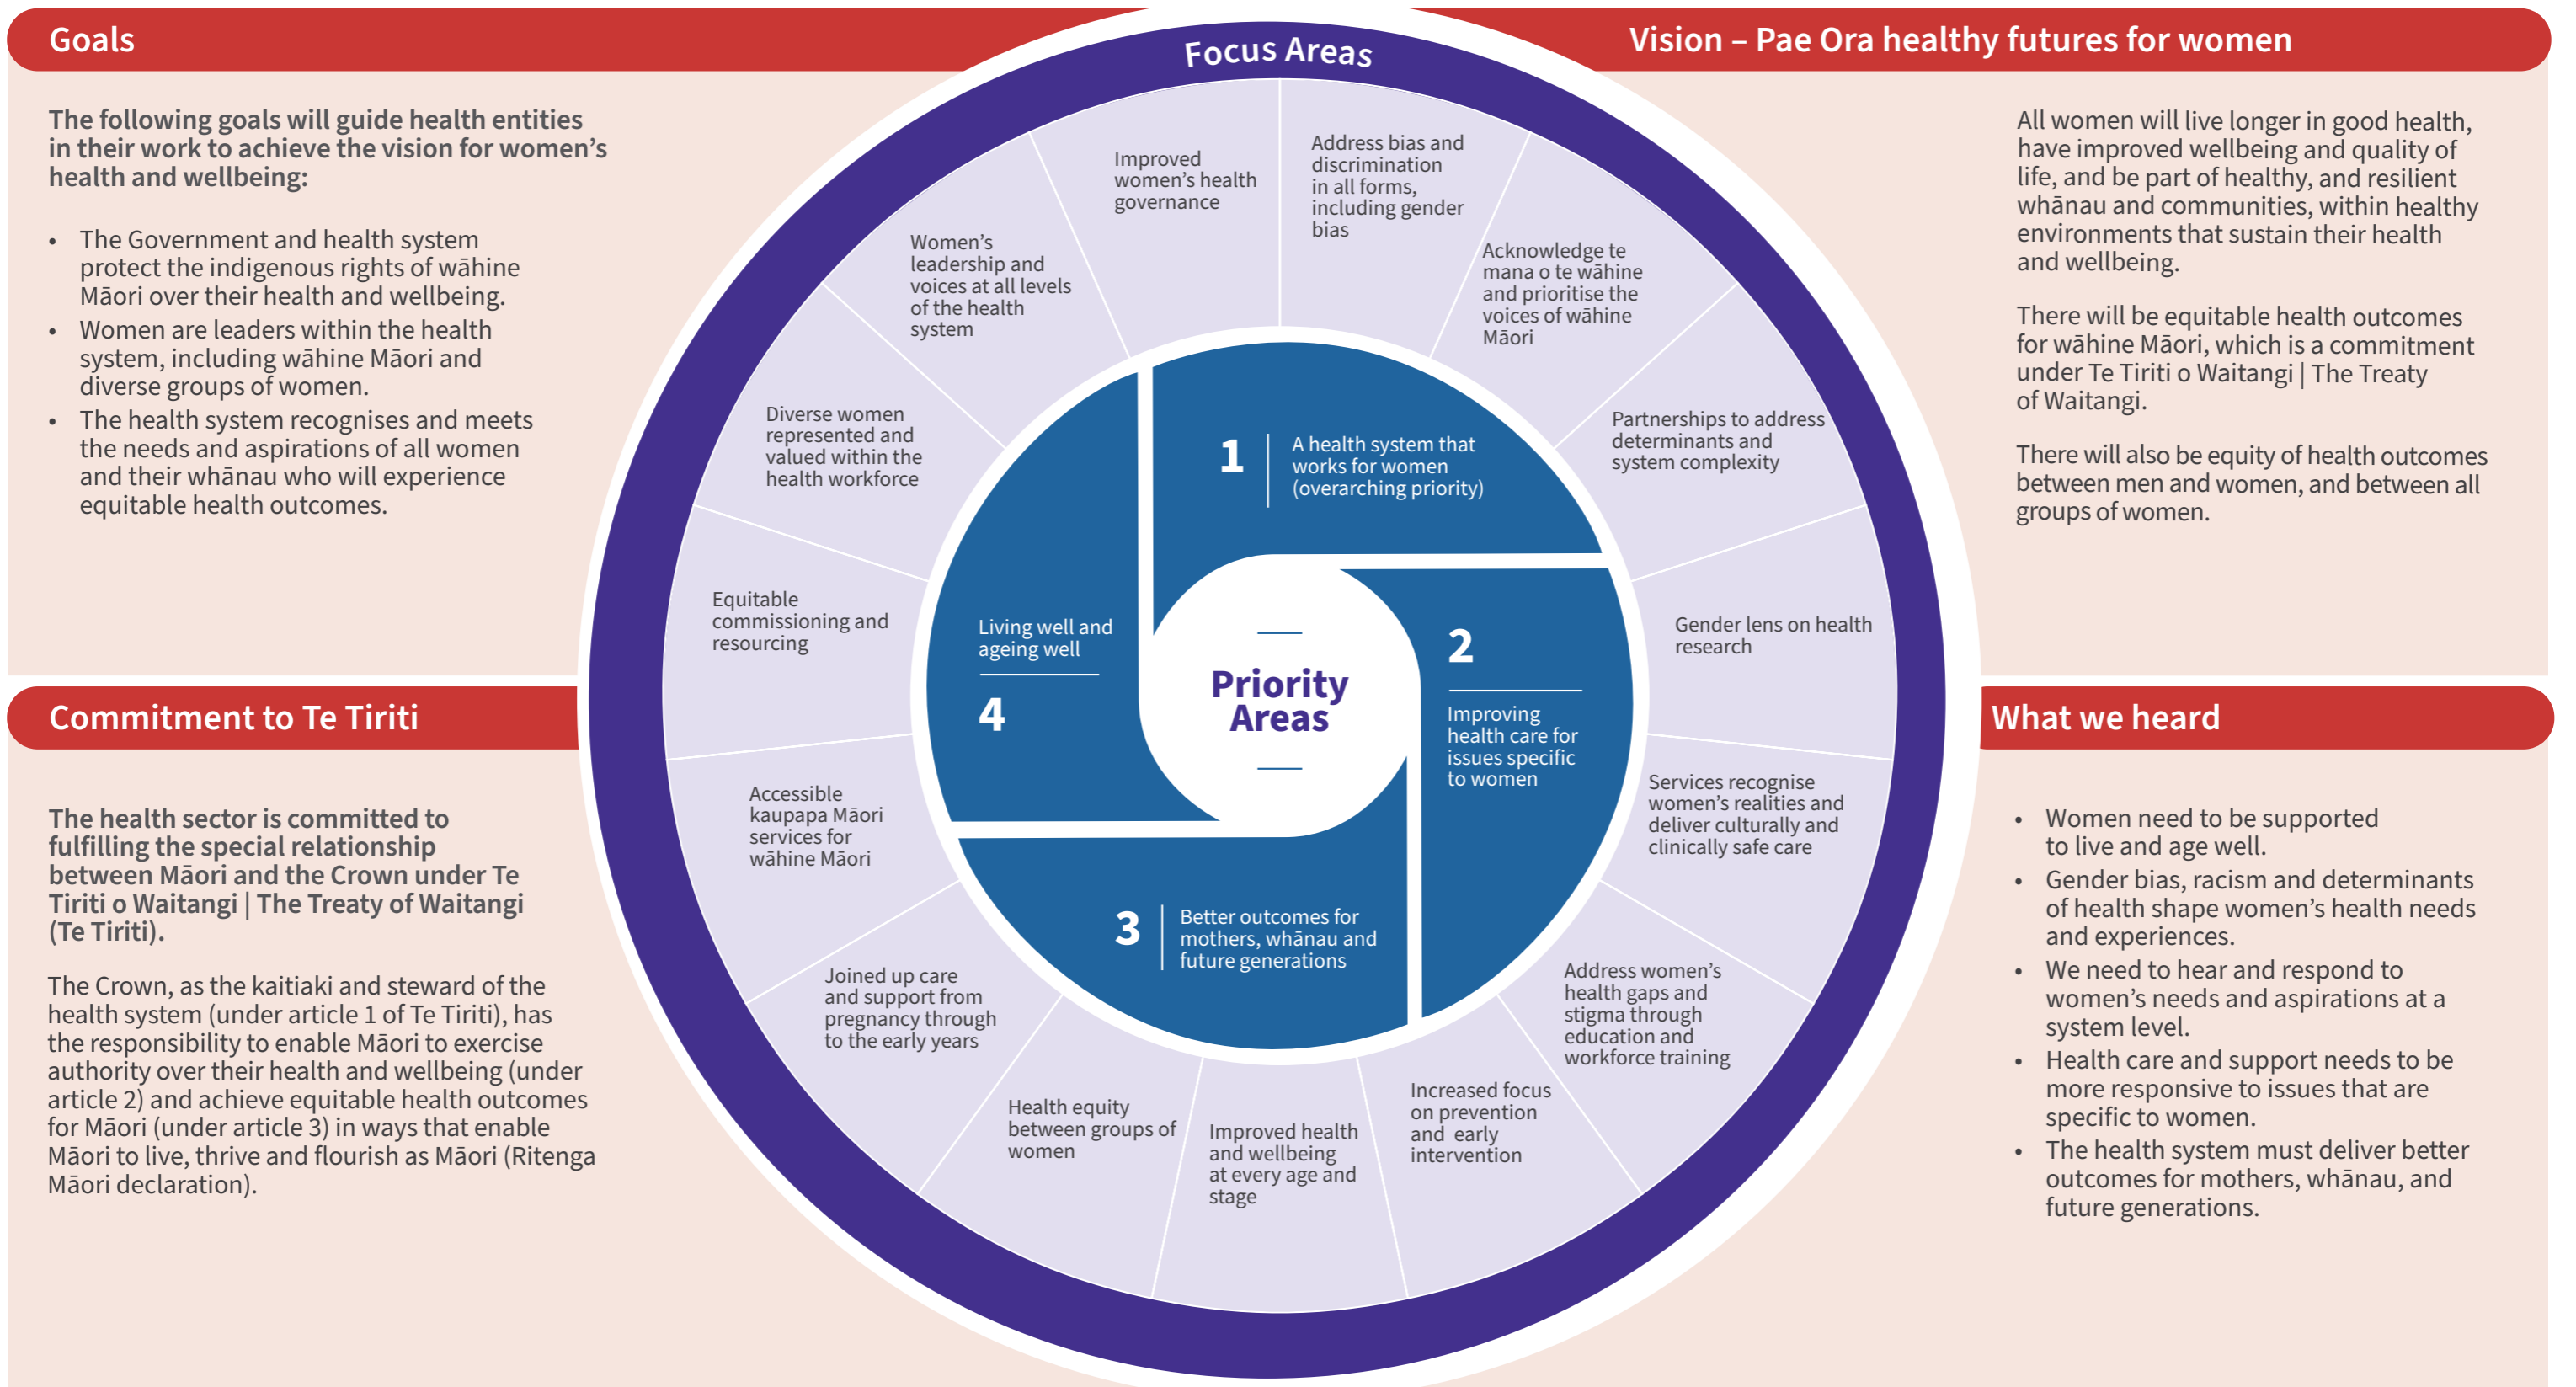 Goals
The following goals will guide health entities
in their work to achieve the vision for women’s
health and wellbeing:
• The Government and health system
protect the indigenous rights of wāhine
Māori over their health and wellbeing.
• Women are leaders within the health
system, including wāhine Māori and
diverse groups of women.
• The health system recognises and meets
the needs and aspirations of all women
and their whānau who will experience
equitable health outcomes.
Commitment to Te Tiriti
The health sector is committed to
fulfilling the special relationship
between Māori and the Crown under Te
Tiriti o Waitangi | The Treaty of Waitangi
(Te Tiriti).
The Crown, as the kaitiaki and steward of the
health system (under article 1 of Te Tiriti), has
the responsibility to enable Māori to exercise
authority over their health and wellbeing (under
article 2) and achieve equitable health outcomes
for Māori (under article 3) in ways that enable
Māori to live, thrive and flourish as Māori (Ritenga
Māori declaration).
Focus Areas
Address bias and
discrimination
in all forms,
including gender
bias
Acknowledge te
mana o te wāhine
and prioritise the
voices of wāhine
Māori
Partnerships to address
determinants and
system complexity
Gender lens on health
research
Services recognise
women’s realities and
deliver culturally and
clinically safe care
Address women’s
health gaps and
stigma through
education and
workforce training
Increased focus
on prevention
and early
intervention
Improved health
and wellbeing
at every age and
stage
Health equity
between groups of
women
Joined up care
and support from
pregnancy through
to the early years
Accessible
kaupapa Māori
services for
wāhine Māori
Equitable
commissioning and
resourcing
Diverse women
represented and
valued within the
health workforce
Women’s
leadership and
voices at all levels
of the health
system
Improved
women’s health
governance
Priority
Areas
1
A health system that
works for women
(overarching priority)
2
Improving
health care for
issues specific
to women
3
Better outcomes for
mothers, whānau and
future generations
Living well and
ageing well
4
Vision – Pae Ora healthy futures for women
All women will live longer in good health,
have improved wellbeing and quality of
life, and be part of healthy, and resilient
whānau and communities, within healthy
environments that sustain their health
and wellbeing.
There will be equitable health outcomes
for wāhine Māori, which is a commitment
under Te Tiriti o Waitangi | The Treaty
of Waitangi.
There will also be equity of health outcomes
between men and women, and between all
groups of women.
What we heard
• Women need to be supported
to live and age well.
• Gender bias, racism and determinants
of health shape women’s health needs
and experiences.
• We need to hear and respond to
women’s needs and aspirations at a
system level.
• Health care and support needs to be
more responsive to issues that are
specific to women.
• The health system must deliver better
outcomes for mothers, whānau, and
future generations.